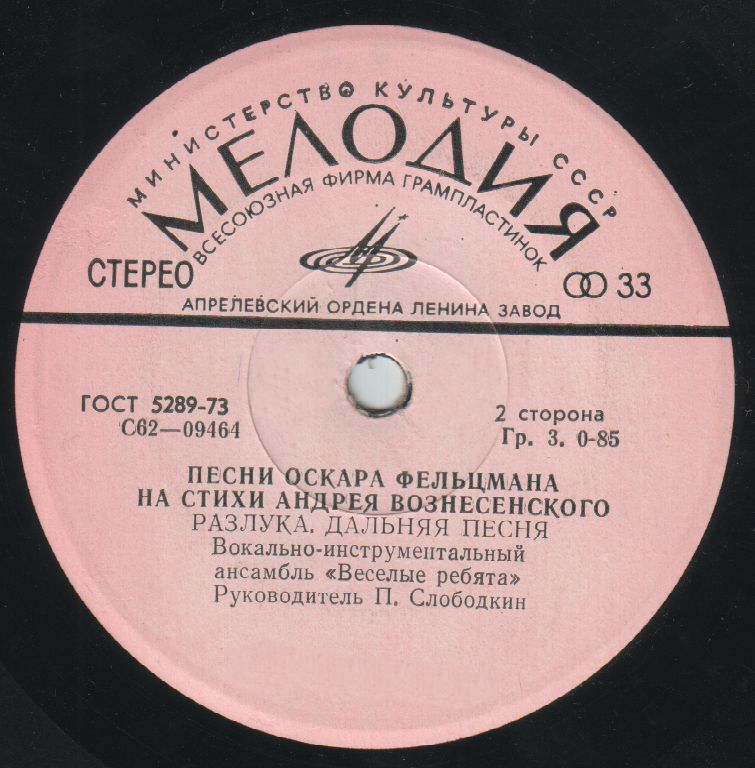 МИНИСТЕРСТВО КУЛЬТУРЫ СССР
МЕЛОДИЯ
ВСЕСОЮЗНАЯ ФИРМА ГРАМПЛАСТИНОК
СТЕРЕО
33
АПРЕЛЕВСКИЙ ОРДЕНА ЛЕНИНА ЗАВОД
ГОСТ 5289-73
С62—09464
2 сторона
Гр. 3. 0-85
ПЕСНИ ОСКАРА ФЕЛЬЦМАНА
НА СТИХИ АНДРЕЯ ВОЗНЕСЕНСКОГО
РАЗЛУКА. ДАЛЬНЯЯ ПЕСНЯ
Вокально-инструментальный
ансамбль «Веселые ребята»
Руководитель П. Слободкин